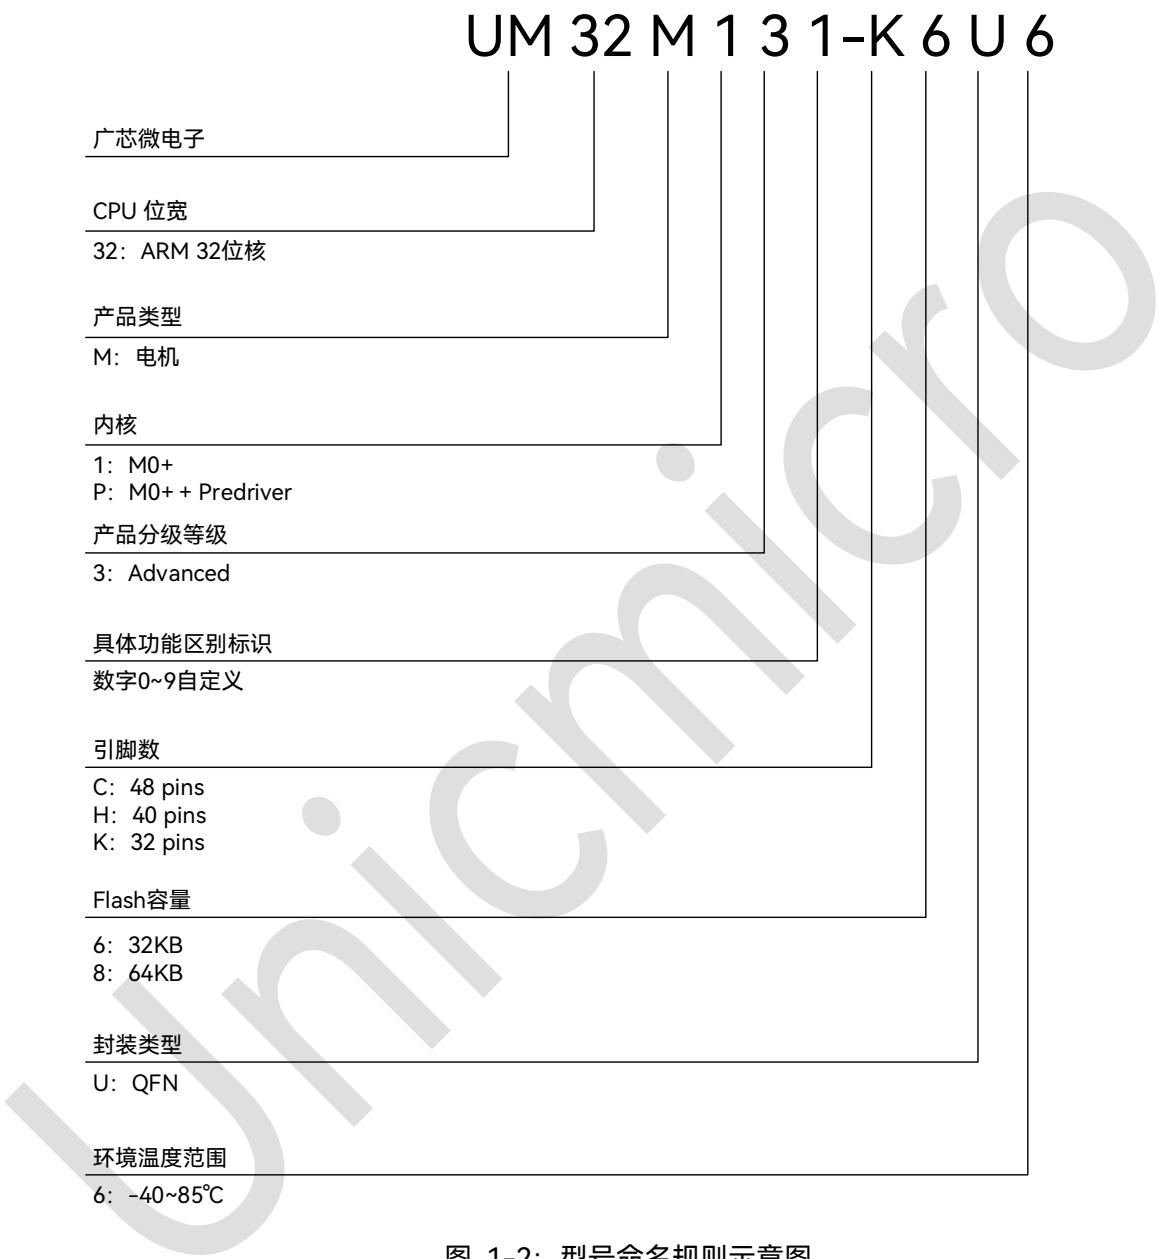 UM 32 M 1 3 1-K 6 U 6
广芯微电子
CPU 位宽
32：ARM 32位核
产品类型
M：电机
内核
1：M0+
P：M0+ + Predriver
产品分级等级
3：Advanced
具体功能区别标识
数字0~9自定义
引脚数
C：48 pins
H：40 pins
K：32 pins
Flash容量
6：32KB
8：64KB
封装类型
U：QFN
环境温度范围
6：-40~85℃
图 1-2：型号命名规则示意图
Unicmicro